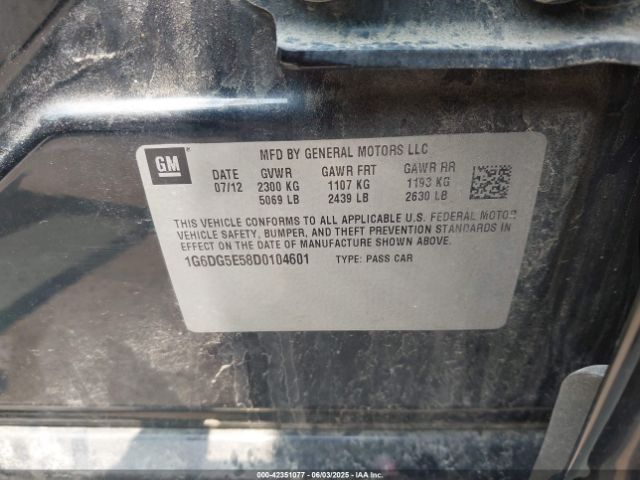 GM
MFD BY GENERAL MOTORS LLC
DATE GVWR GAWR FRT GAWR RR
07/12 2300 KG 1107 KG 1193 KG
5069 LB 2439 LB 2630 LB
THIS VEHICLE CONFORMS TO ALL APPLICABLE U.S. FEDERAL MOTOR
VEHICLE SAFETY, BUMPER, AND THEFT PREVENTION STANDARDS IN
EFFECT ON THE DATE OF MANUFACTURE SHOWN ABOVE.
1G6DG5E58D0104601 TYPE: PASS CAR
00-42351077 - 06/03/2025 - IAAI.COM